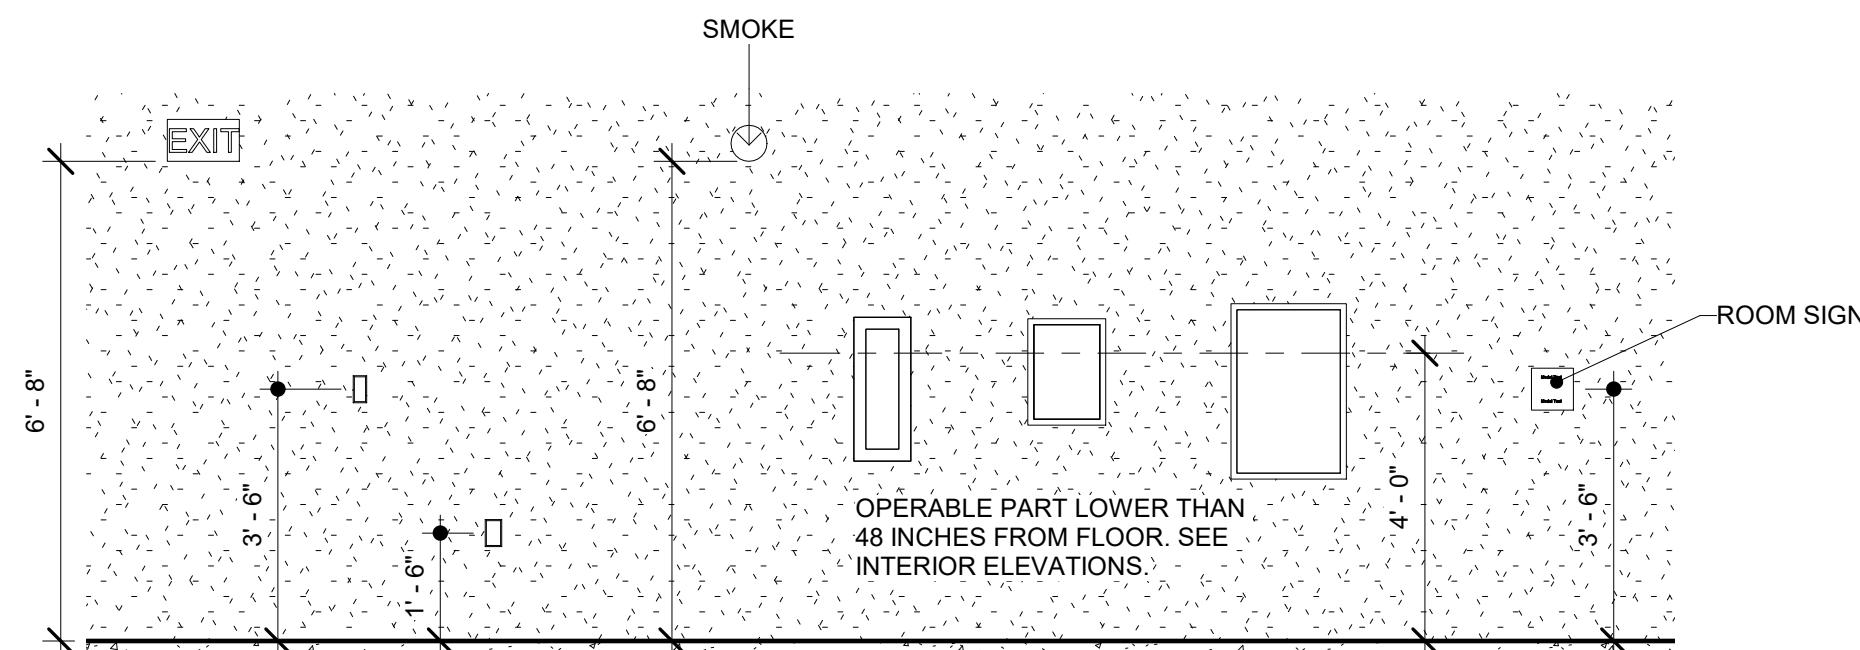 SMOKE
EXIT
ROOM SIGN
6' - 8"
3' - 6"
1' - 6"
6' - 8"
4' - 0"
3' - 6"
OPERABLE PART LOWER THAN
48 INCHES FROM FLOOR. SEE
INTERIOR ELEVATIONS.